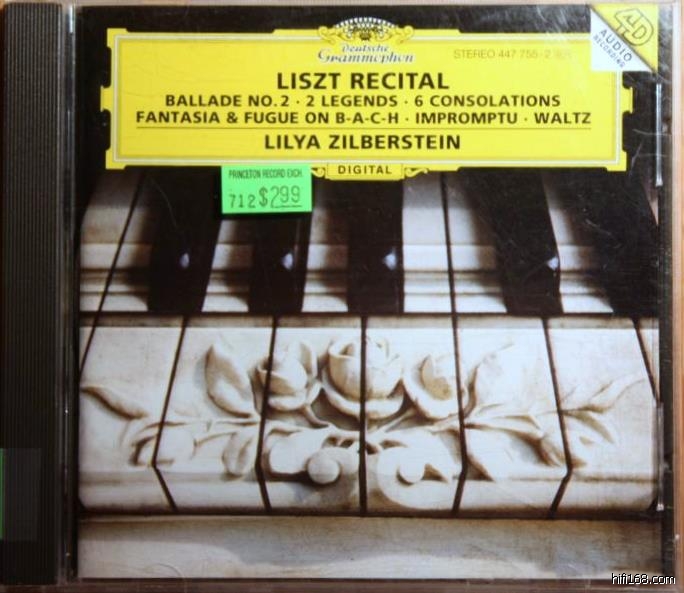 Deutsche
Grammophon
STEREO 447 755-2
4D
AUDIO
RECORDING
LISZT RECITAL
BALLADE NO. 2 · 2 LEGENDS · 6 CONSOLATIONS
FANTASIA & FUGUE ON B-A-C-H · IMPROMPTU · WALTZ
LILYA ZILBERSTEIN
DIGITAL
PRINCETON RECORD EXCH.
712 $2.99
hifi168.com